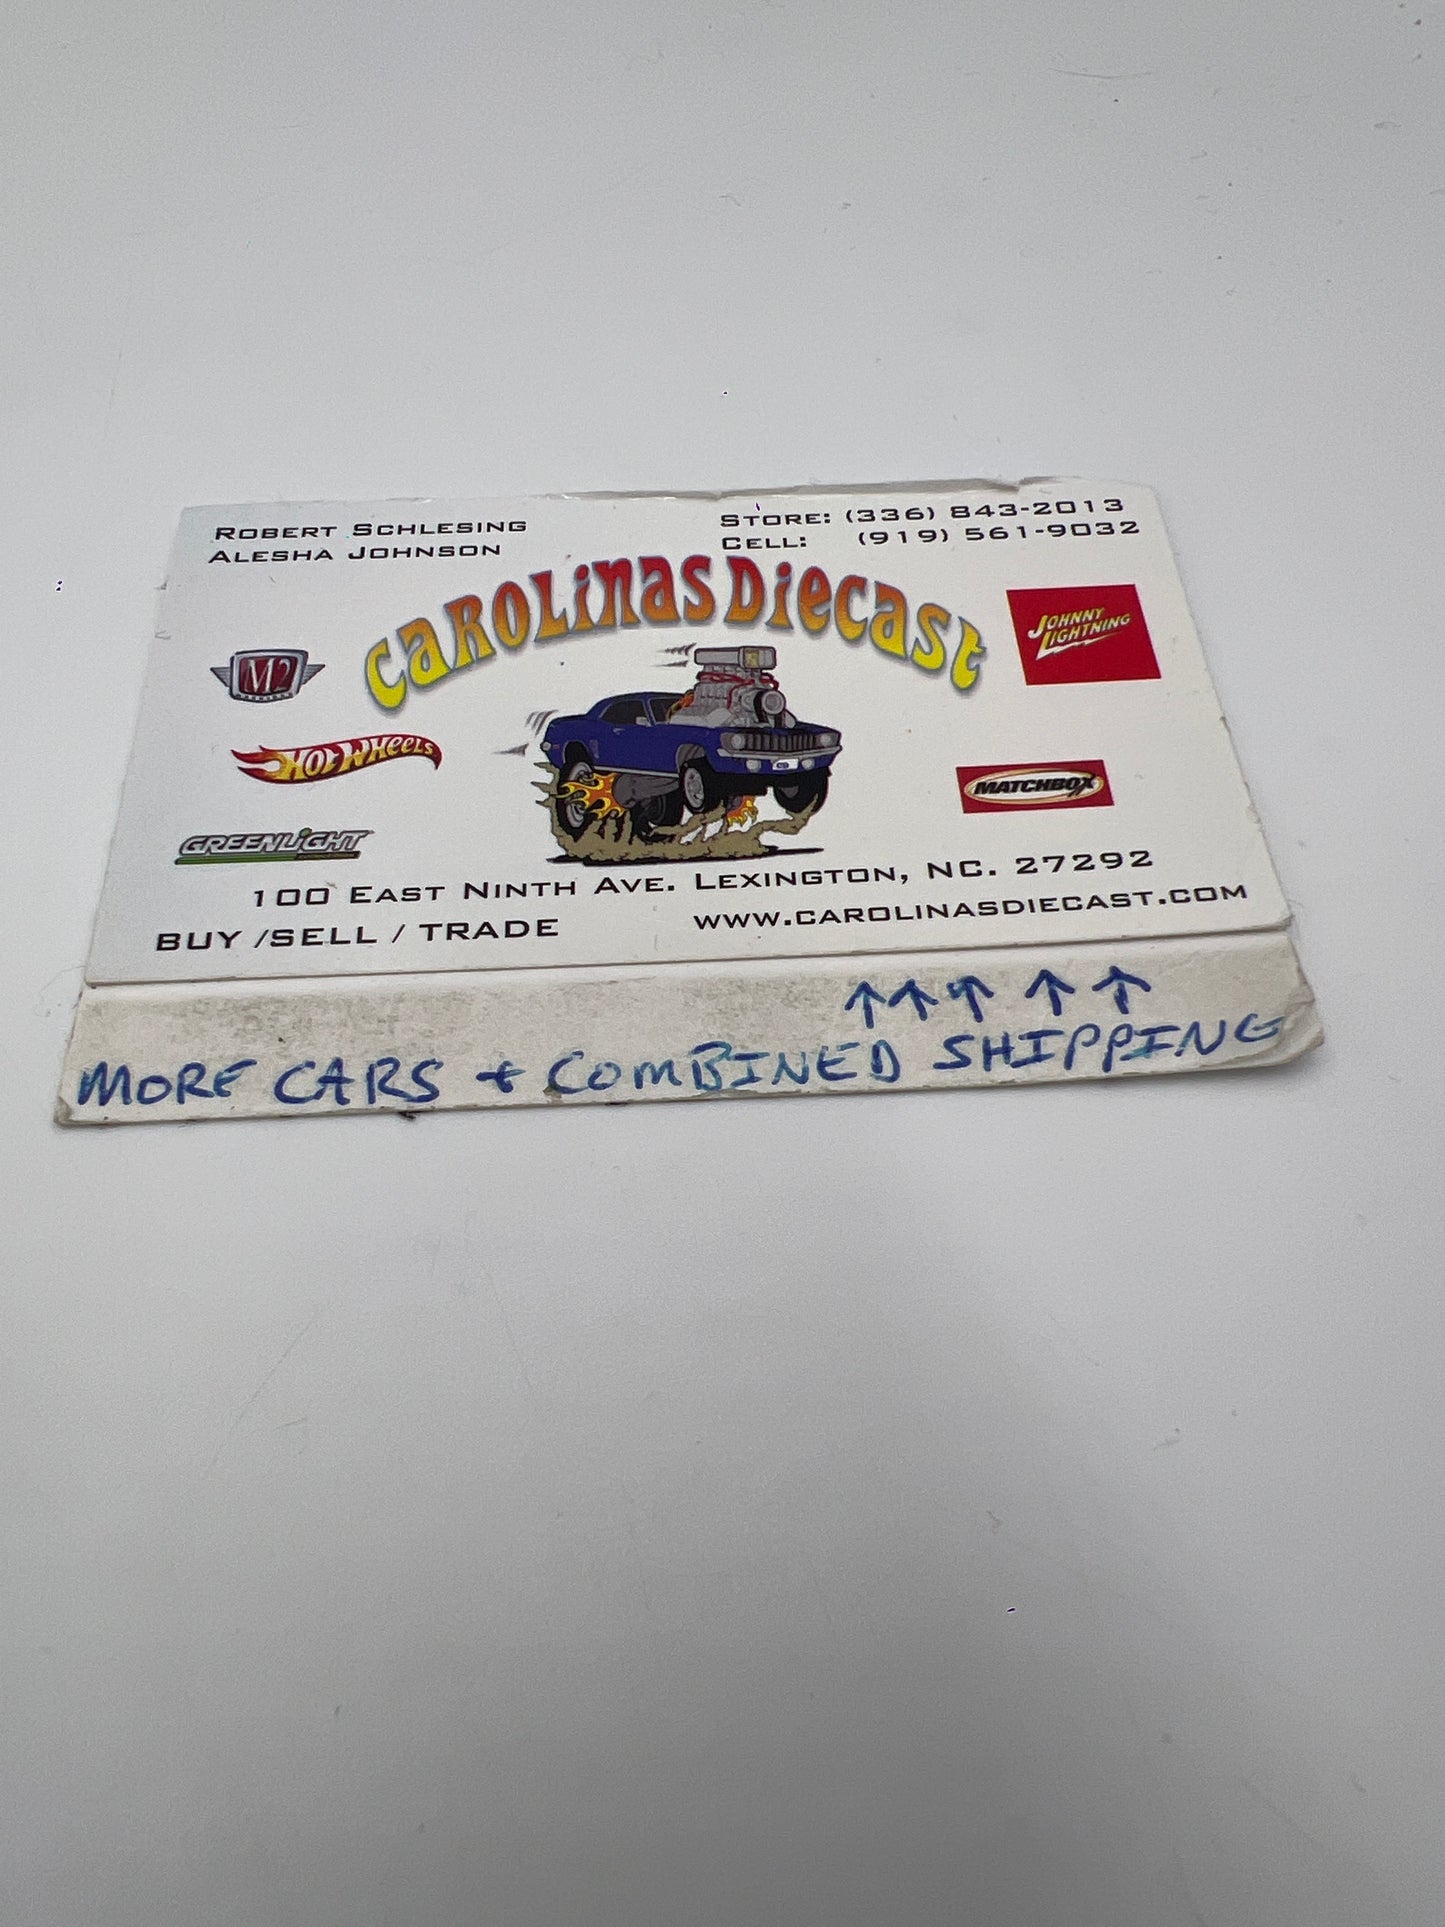 ROBERT SCHLESING
ALESHA JOHNSON
STORE: (336) 843-2013
CELL: (919) 561-9032
CAROLINAS DIECAST
M2
MACHINES
JOHNNY
LIGHTNING
HOT WHEELS
MATCHBOX
GREENLIGHT
100 EAST NINTH AVE. LEXINGTON, NC. 27292
BUY /SELL / TRADE
WWW.CAROLINASDIECAST.COM
↑↑↑ ↑ ↑
MORE CARS + COMBINED SHIPPING